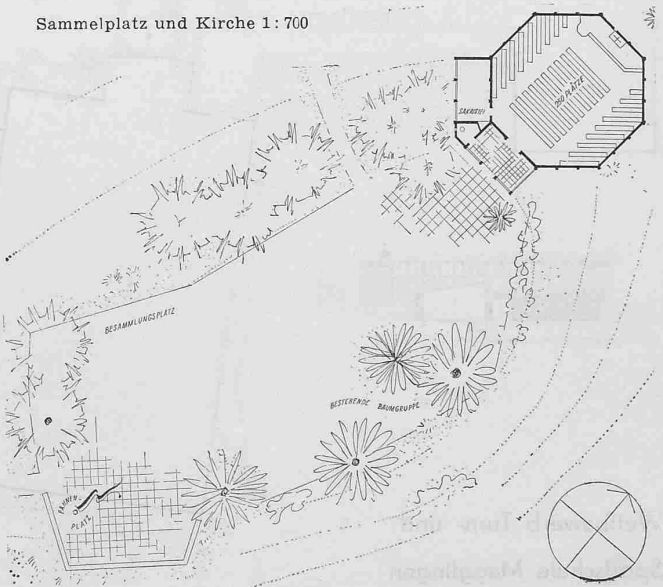 Sammelplatz und Kirche 1:700
SAKRISTEI
250 PLÄTZE
BESAMMLUNGSPLATZ
BESTEHENDE BAUMGRUPPE
FAHNEN-
PLATZ